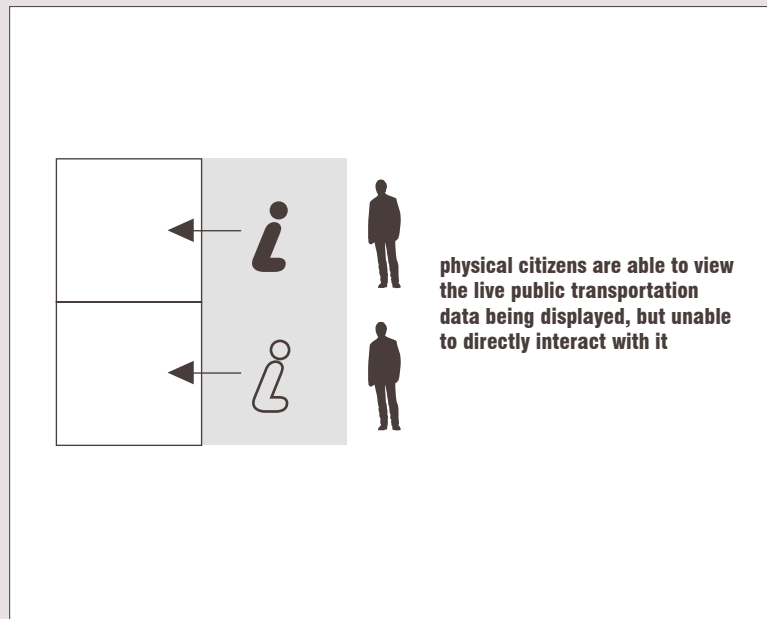 physical citizens are able to view
the live public transportation
data being displayed, but unable
to directly interact with it